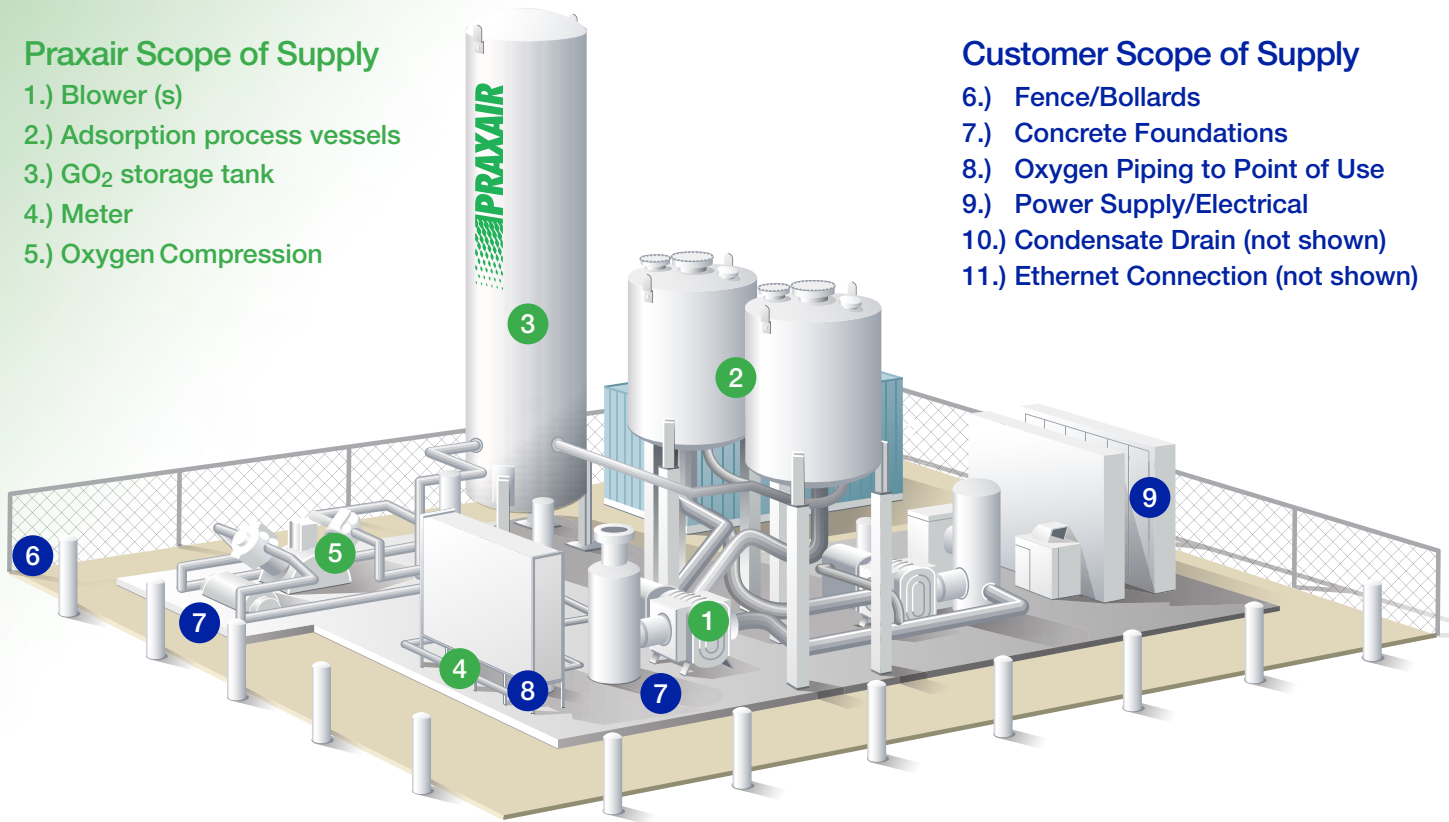 Praxair Scope of Supply
1.) Blower (s)
2.) Adsorption process vessels
3.) GO₂ storage tank
4.) Meter
5.) Oxygen Compression
Customer Scope of Supply
6.) Fence/Bollards
7.) Concrete Foundations
8.) Oxygen Piping to Point of Use
9.) Power Supply/Electrical
10.) Condensate Drain (not shown)
11.) Ethernet Connection (not shown)
PRAXAIR
3
2
9
6
5
7
1
4
8
7